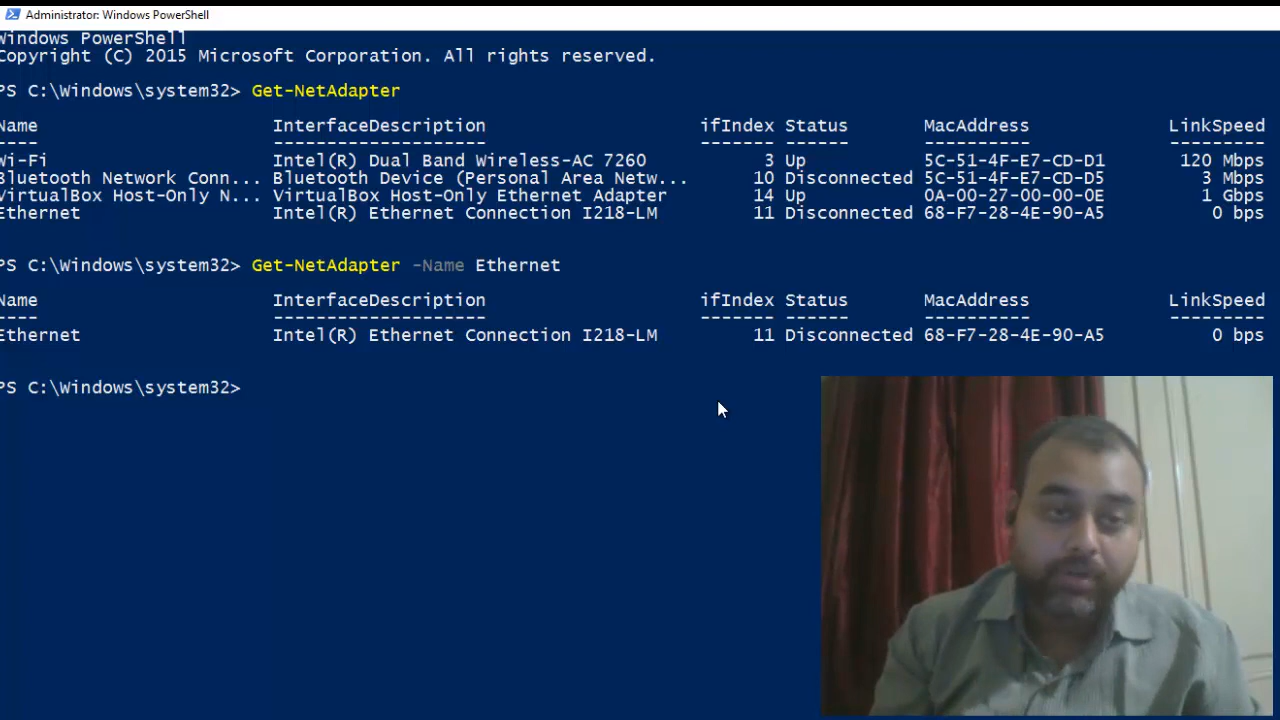 Administrator: Windows PowerShell
Windows PowerShell
Copyright (C) 2015 Microsoft Corporation. All rights reserved.
PS C:\Windows\system32> Get-NetAdapter
Name InterfaceDescription ifIndex Status MacAddress LinkSpeed
---- -------------------- ------- ------ ---------- ---------
Wi-Fi Intel(R) Dual Band Wireless-AC 7260 3 Up 5C-51-4F-E7-CD-D1 120 Mbps
Bluetooth Network Conn... Bluetooth Device (Personal Area Netw... 10 Disconnected 5C-51-4F-E7-CD-D5 3 Mbps
VirtualBox Host-Only N... VirtualBox Host-Only Ethernet Adapter 14 Up 0A-00-27-00-00-0E 1 Gbps
Ethernet Intel(R) Ethernet Connection I218-LM 11 Disconnected 68-F7-28-4E-90-A5 0 bps
PS C:\Windows\system32> Get-NetAdapter -Name Ethernet
Name InterfaceDescription ifIndex Status MacAddress LinkSpeed
---- -------------------- ------- ------ ---------- ---------
Ethernet Intel(R) Ethernet Connection I218-LM 11 Disconnected 68-F7-28-4E-90-A5 0 bps
PS C:\Windows\system32>